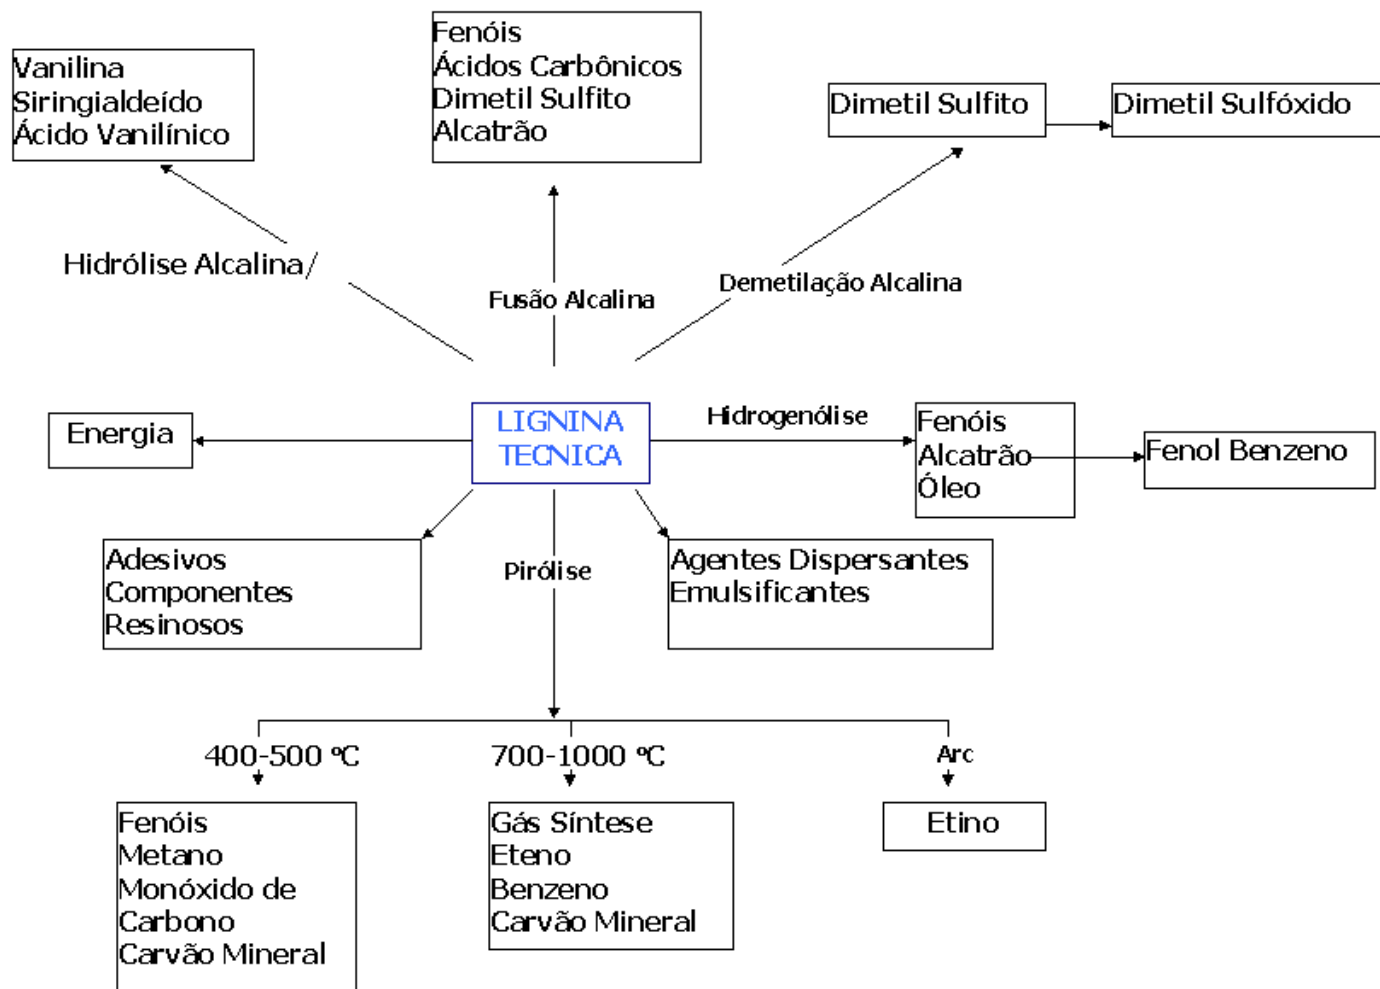 Vanilina
Siringialdeído
Ácido Vanilínico
Fenóis
Ácidos Carbônicos
Dimetil Sulfito
Alcatrão
Dimetil Sulfito
Dimetil Sulfóxido
Hidrólise Alcalina/
Fusão Alcalina
Demetilação Alcalina
Energia
LIGNINA
TECNICA
Hidrogenólise
Fenóis
Alcatrão
Óleo
Fenol Benzeno
Adesivos
Componentes
Resinosos
Pirólise
Agentes Dispersantes
Emulsificantes
400-500 ºC
700-1000 ºC
Arc
Fenóis
Metano
Monóxido de
Carbono
Carvão Mineral
Gás Síntese
Eteno
Benzeno
Carvão Mineral
Etino